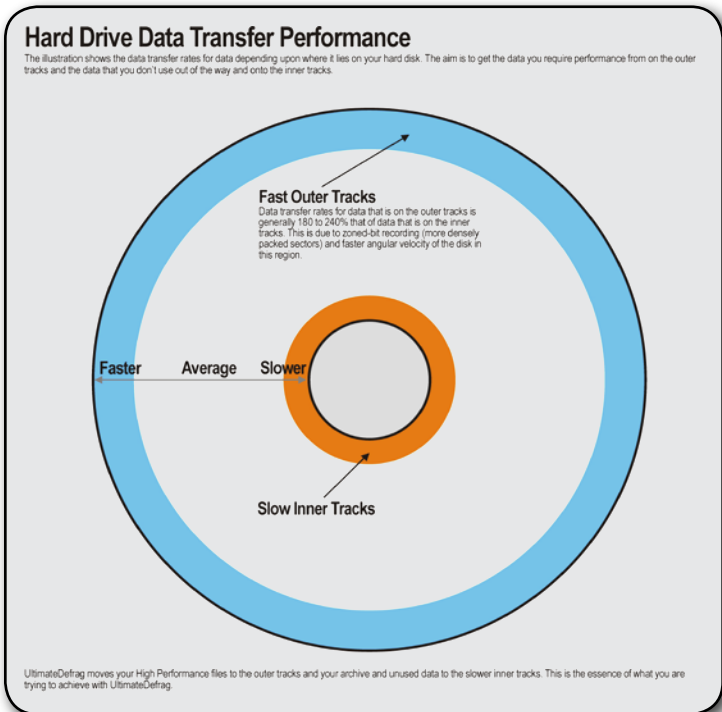 Hard Drive Data Transfer Performance
The illustration shows the data transfer rates for data depending upon where it lies on your hard disk. The aim is to get the data you require performance from on the outer
tracks and the data that you don't use out of the way and onto the inner tracks.
Fast Outer Tracks
Data transfer rates for data that is on the outer tracks is
generally 180 to 240% that of data that is on the inner
tracks. This is due to zoned-bit recording (more densely
packed sectors) and faster angular velocity of the disk in
this region.
Faster Average Slower
Slow Inner Tracks
UltimateDefrag moves your High Performance files to the outer tracks and your archive and unused data to the slower inner tracks. This is the essence of what you are
trying to achieve with UltimateDefrag.